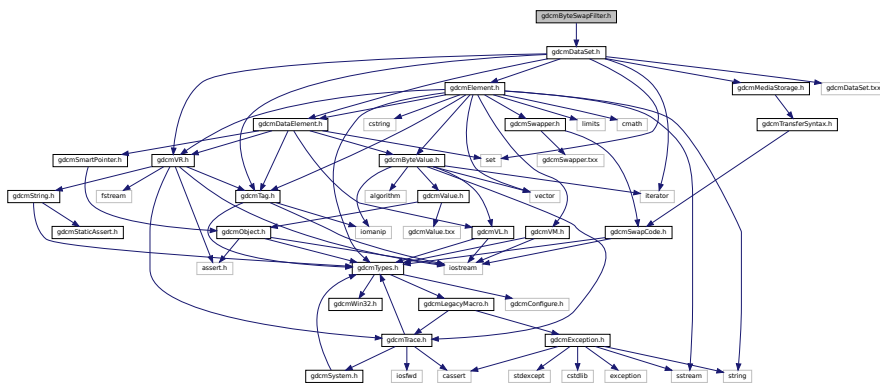 gdcmByteSwapFilter.h
gdcmDataSet.h
gdcmElement.h
gdcmMediaStorage.h
gdcmDataSet.txx
gdcmDataElement.h
cstring
gdcmSwapper.h
limits
cmath
gdcmTransferSyntax.h
gdcmSmartPointer.h
gdcmVR.h
gdcmByteValue.h
set
gdcmSwapper.txx
gdcmString.h
fstream
gdcmTag.h
algorithm
gdcmValue.h
vector
iterator
gdcmStaticAssert.h
gdcmObject.h
iomanip
gdcmValue.txx
gdcmVL.h
gdcmVM.h
gdcmSwapCode.h
assert.h
gdcmTypes.h
iostream
gdcmWin32.h
gdcmLegacyMacro.h
gdcmConfigure.h
gdcmTrace.h
gdcmException.h
gdcmSystem.h
iosfwd
cassert
stdexcept
cstdlib
exception
sstream
string